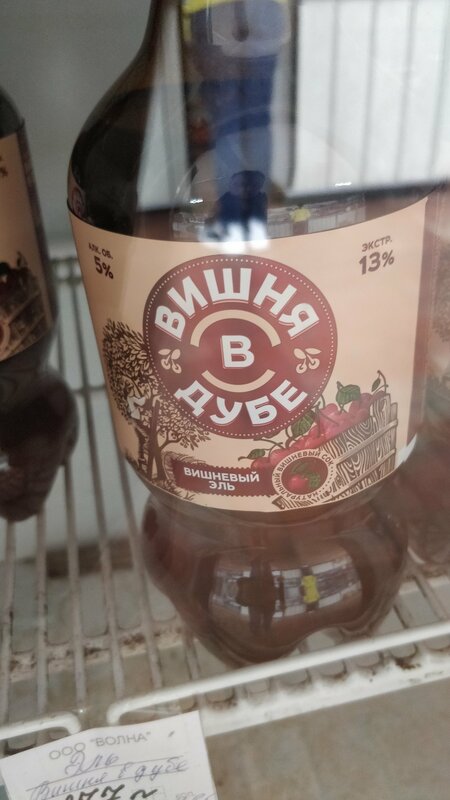 АЛК. ОБ.
5%
ЭКСТР.
13%
ВИШНЯ
В
ДУБЕ
ВИШНЕВЫЙ
ЭЛЬ
НАТУРАЛЬНЫЙ ВИШНЕВЫЙ СОК
ООО "ВОЛНА"
Эль
Вишня в дубе